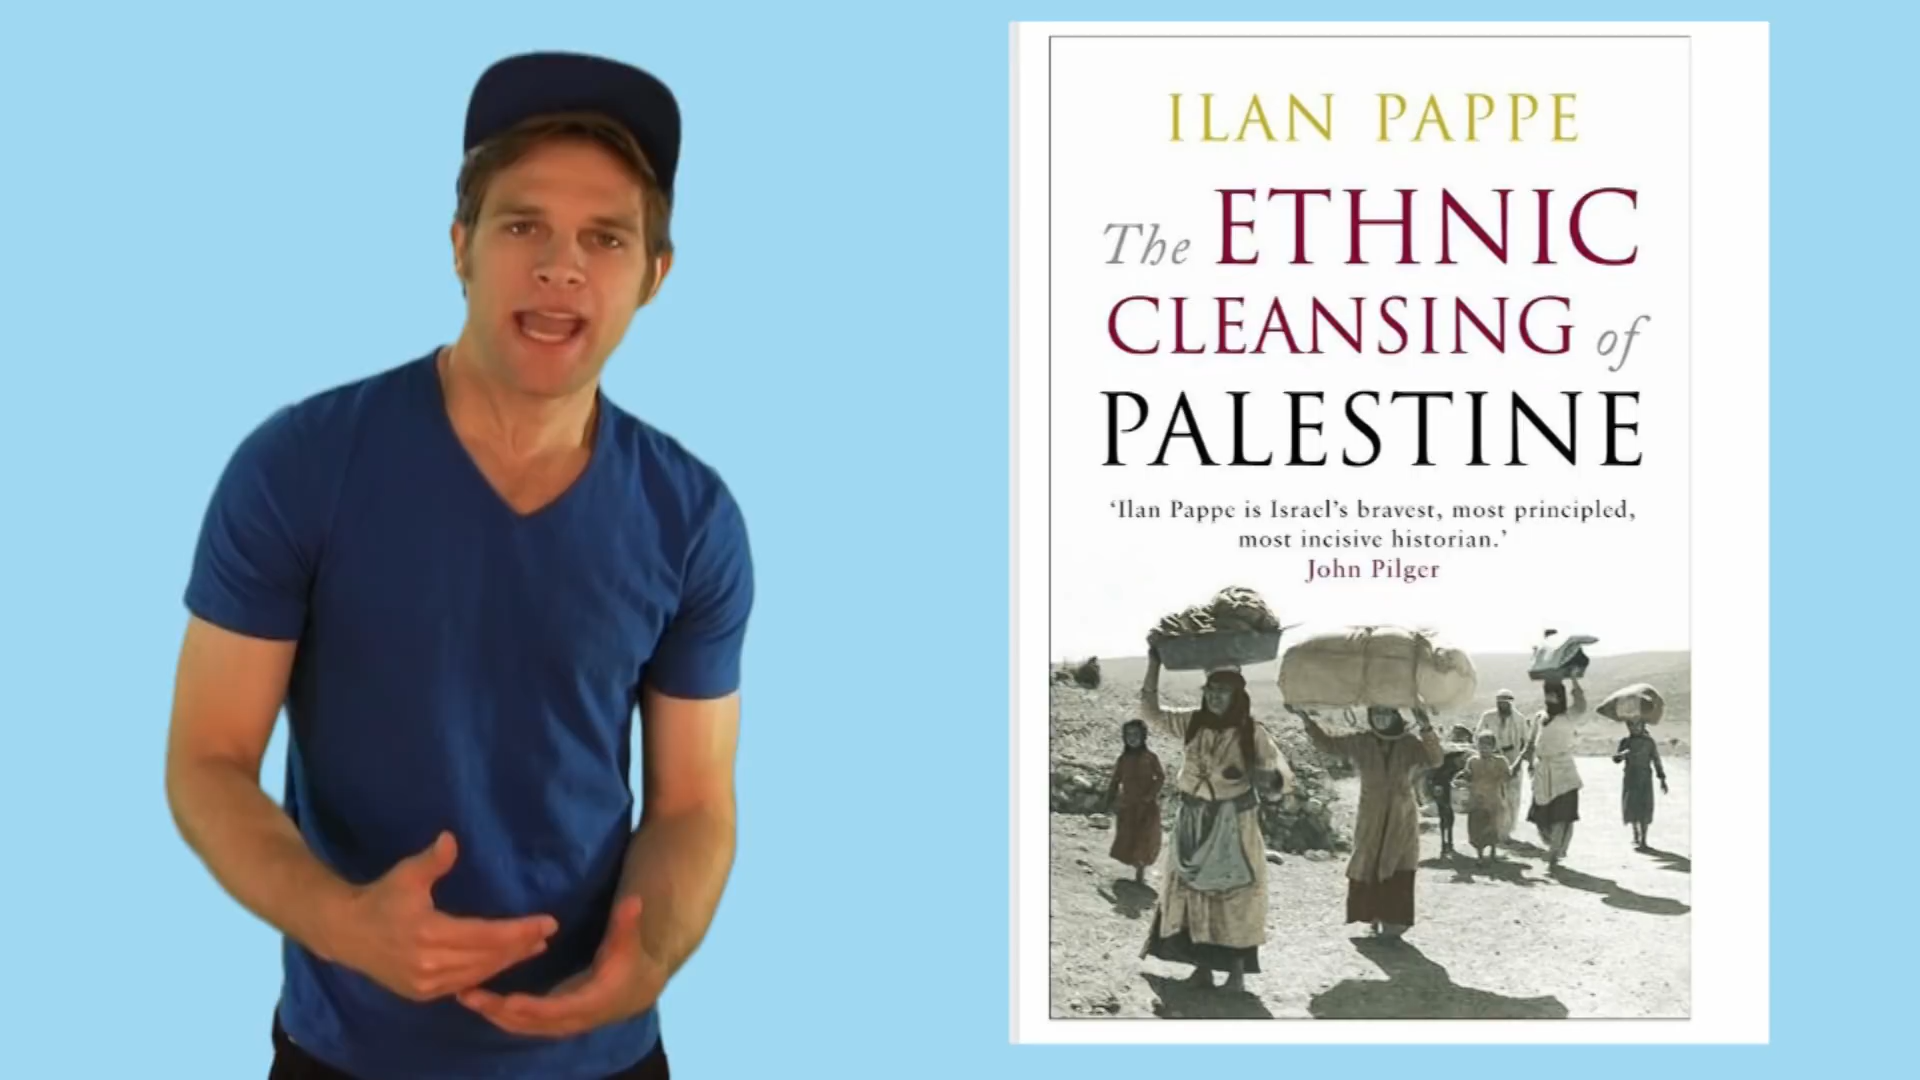 ILAN PAPPE
The ETHNIC
CLEANSING of
PALESTINE
‘Ilan Pappe is Israel’s bravest, most principled,
most incisive historian.’
John Pilger